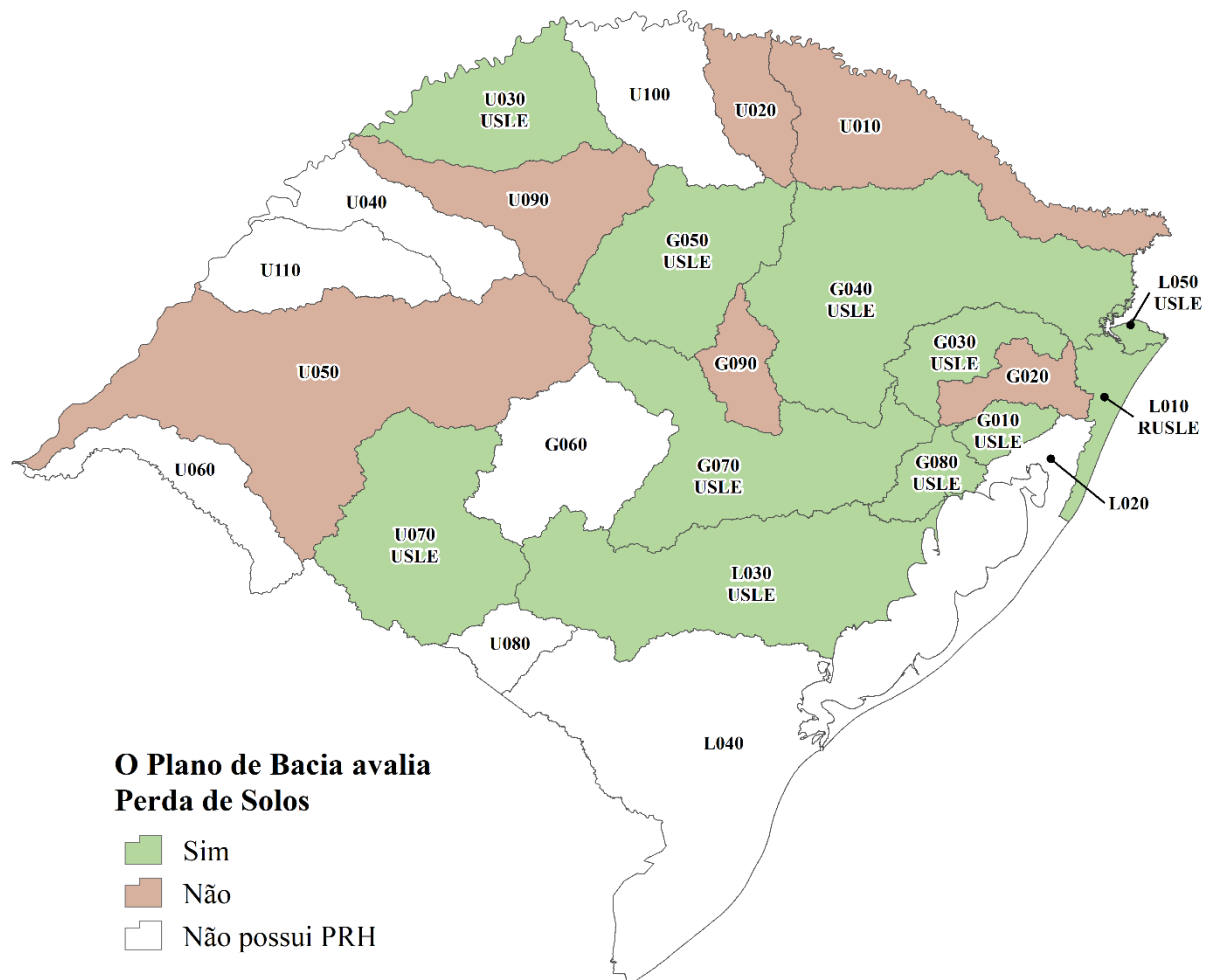 U030
USLE
U100
U020
U010
U040
U090
U110
G050
USLE
G040
USLE
L050
USLE
G030
USLE
G090
G020
U050
L010
RUSLE
G010
USLE
G060
U060
G070
USLE
G080
USLE
L020
U070
USLE
L030
USLE
U080
L040
O Plano de Bacia avalia
Perda de Solos
Sim
Não
Não possui PRH